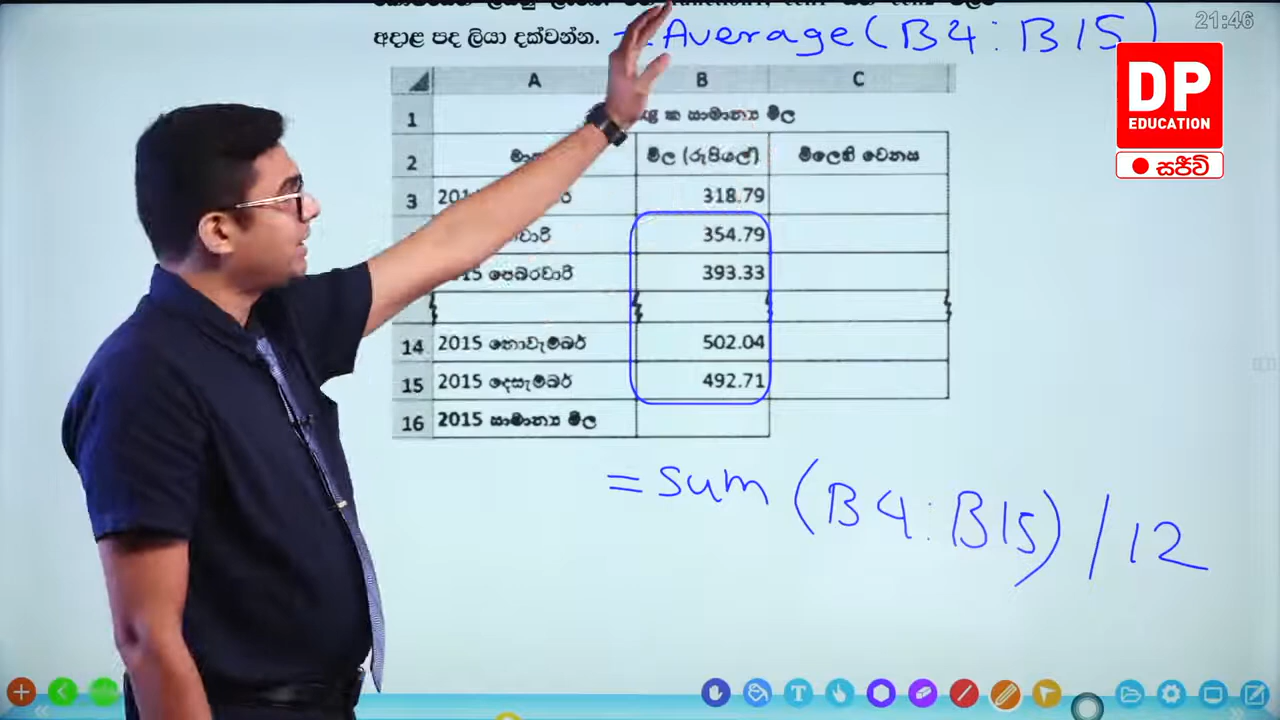 අදාළ පද ලියා දක්වන්න. =Average(B4:B15)
21:46
DP
EDUCATION
සජීවි
A B C
1 සාමාන්‍ය මිල
2 මිල (රුපියල්) මිලෙහි වෙනස
3 318.79
354.79
පෙබරවාරි 393.33
14 2015 නොවැම්බර් 502.04
15 2015 දෙසැම්බර් 492.71
16 2015 සාමාන්‍ය මිල
=sum (B4:B15) /12